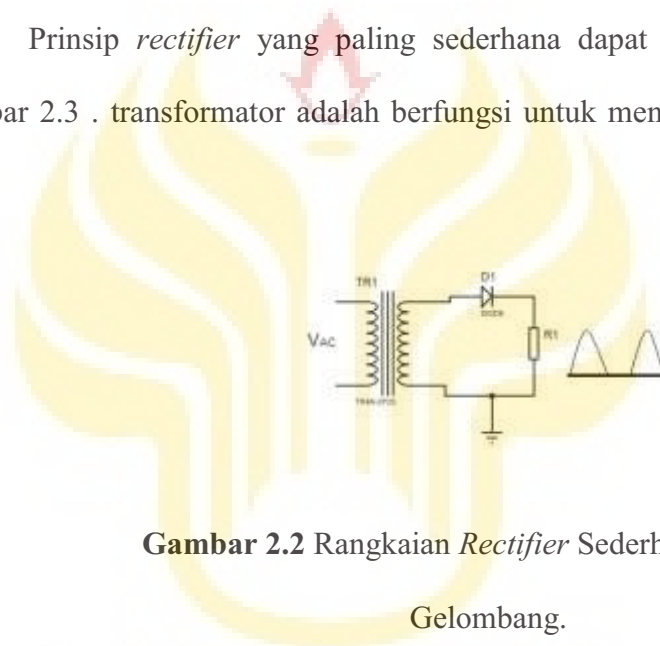 Prinsip rectifier yang paling sederhana dapat
ar 2.3 . transformator adalah berfungsi untuk men
TR1
D1
VAC
R1
Gambar 2.2 Rangkaian Rectifier Sederh
Gelombang.